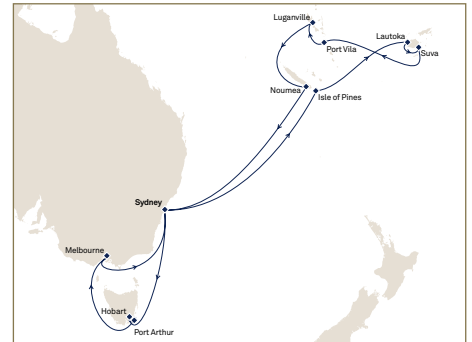 Luganville
Lautoka
Port Vila
Suva
Noumea
Isle of Pines
Sydney
Melbourne
Hobart
Port Arthur